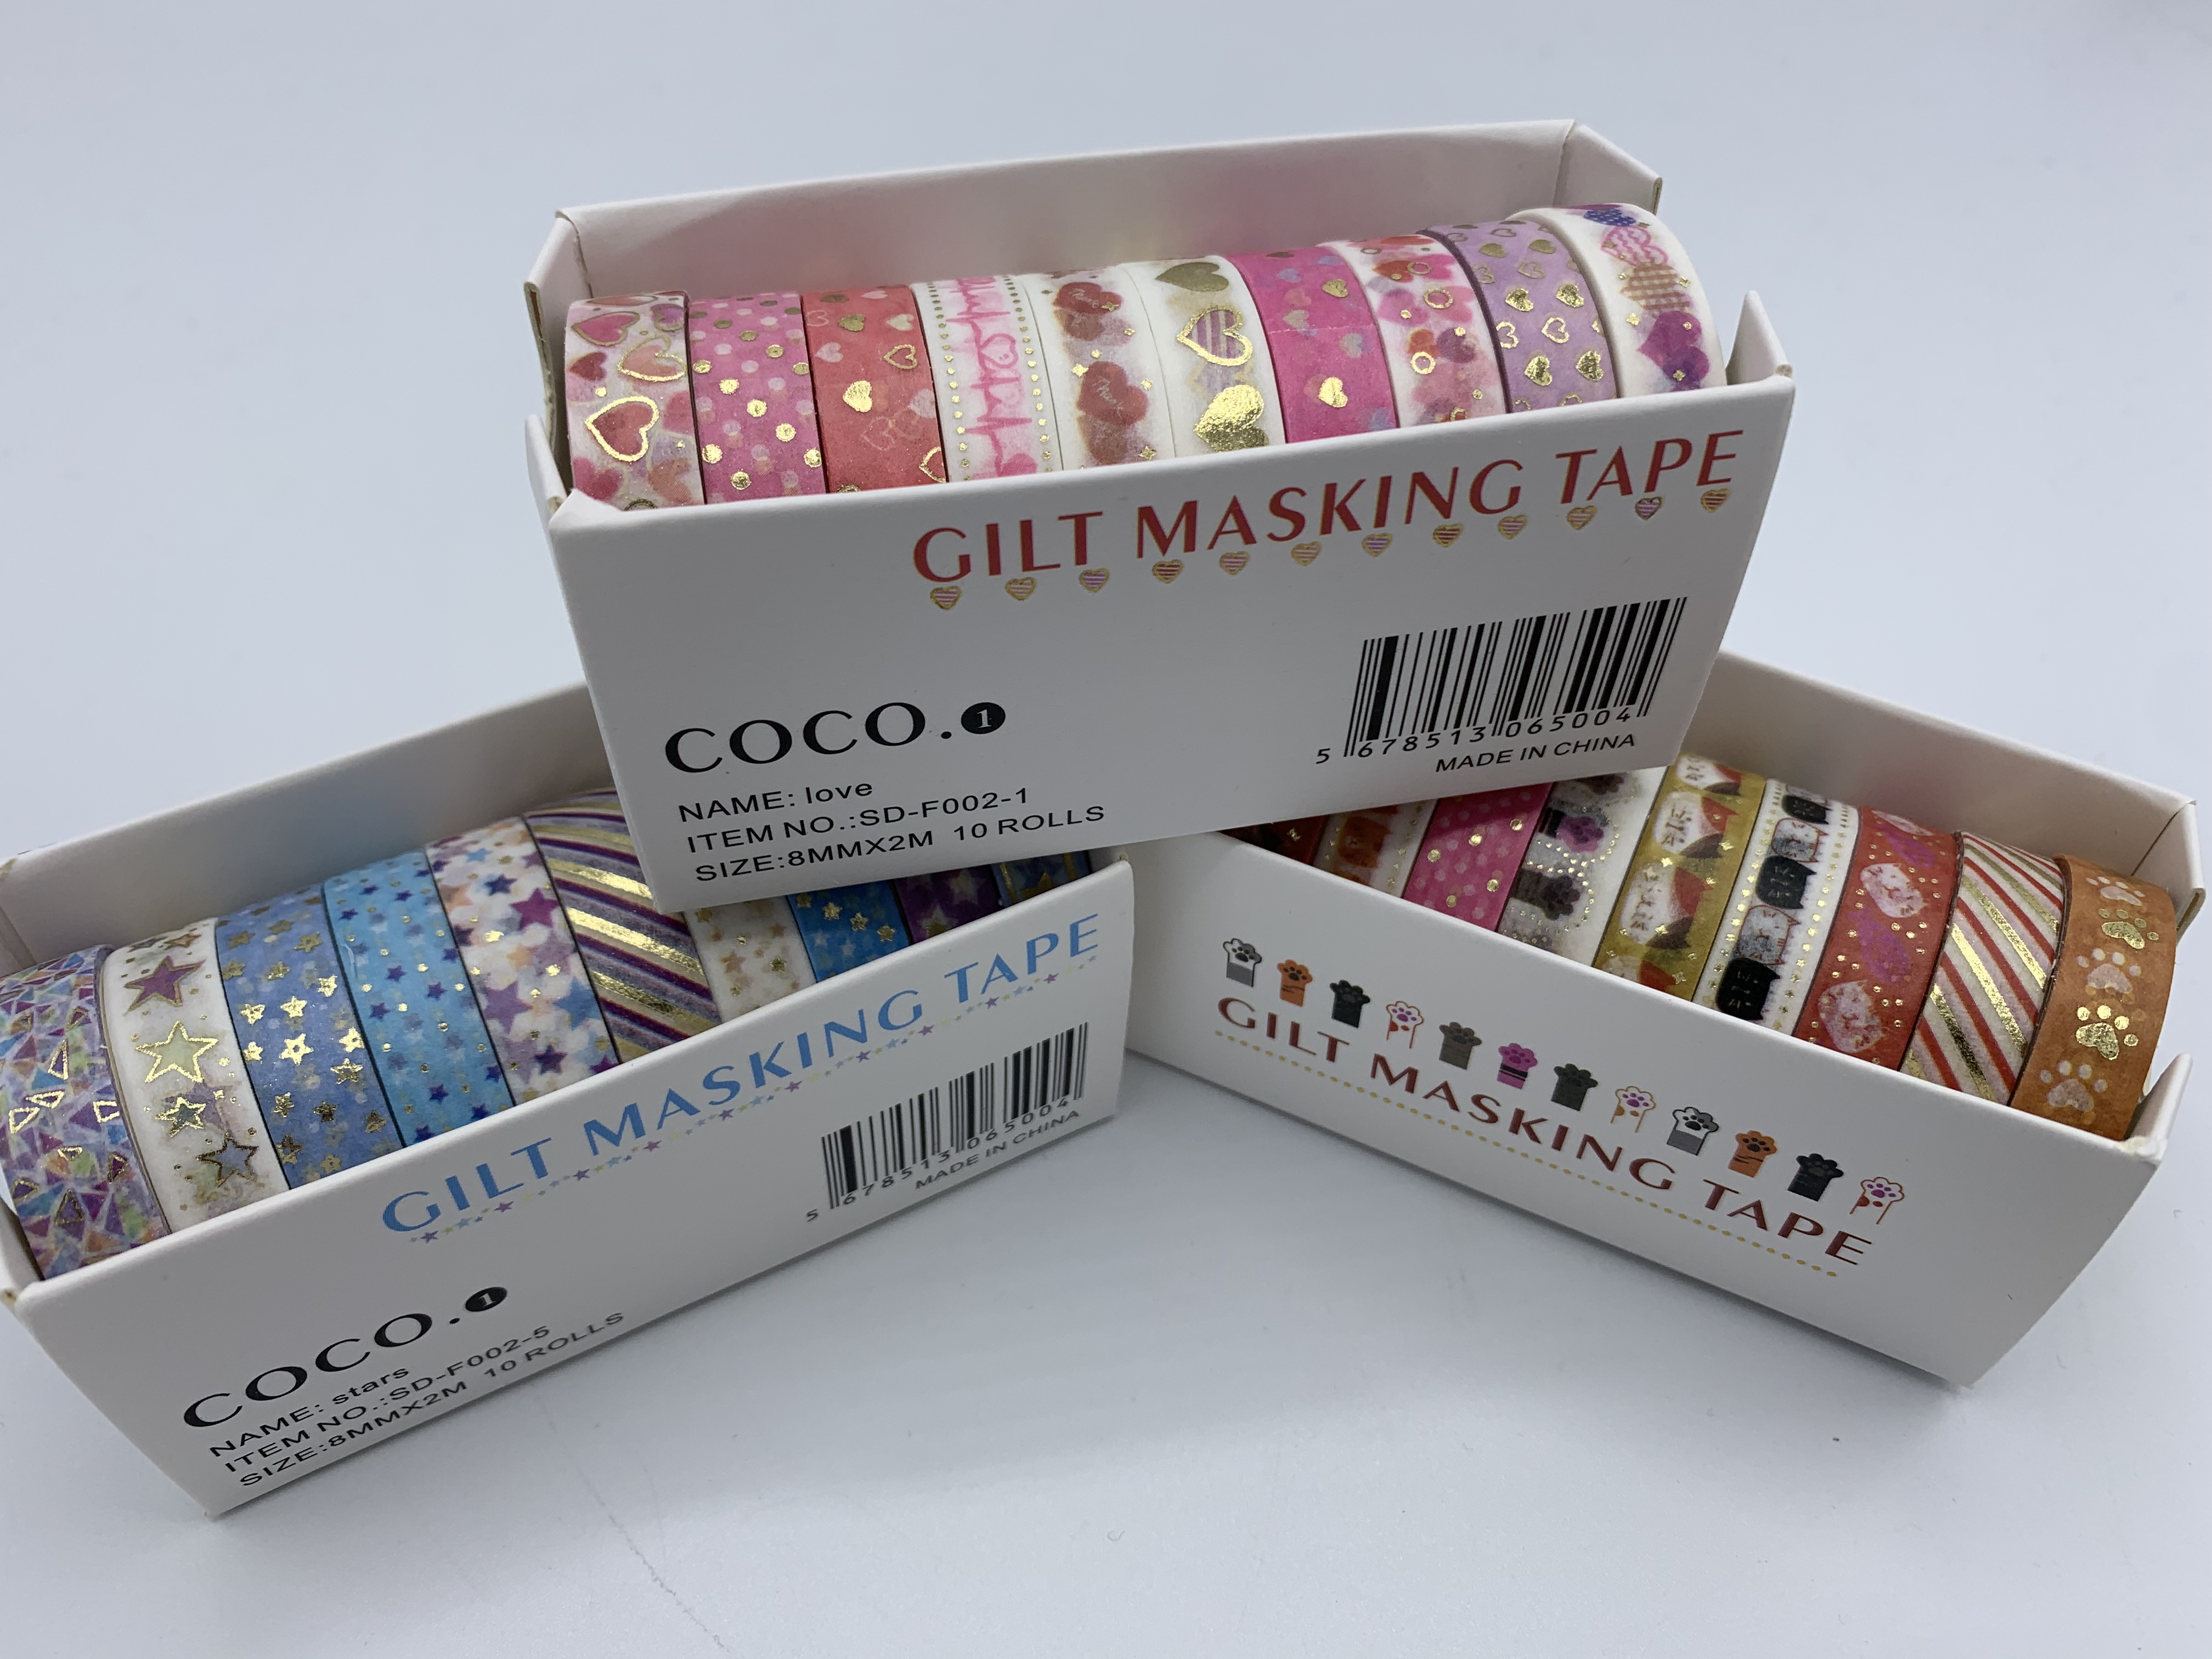 GILT MASKING TAPE
COCO.1
NAME: love
ITEM NO.:SD-F002-1
SIZE:8MMX2M 10 ROLLS
5 678513 065004
MADE IN CHINA
GILT MASKING TAPE
COCO.1
NAME: stars
ITEM NO.:SD-F002-5
SIZE:8MMX2M 10 ROLLS
5 678513 065004
MADE IN CHINA
GILT MASKING TAPE